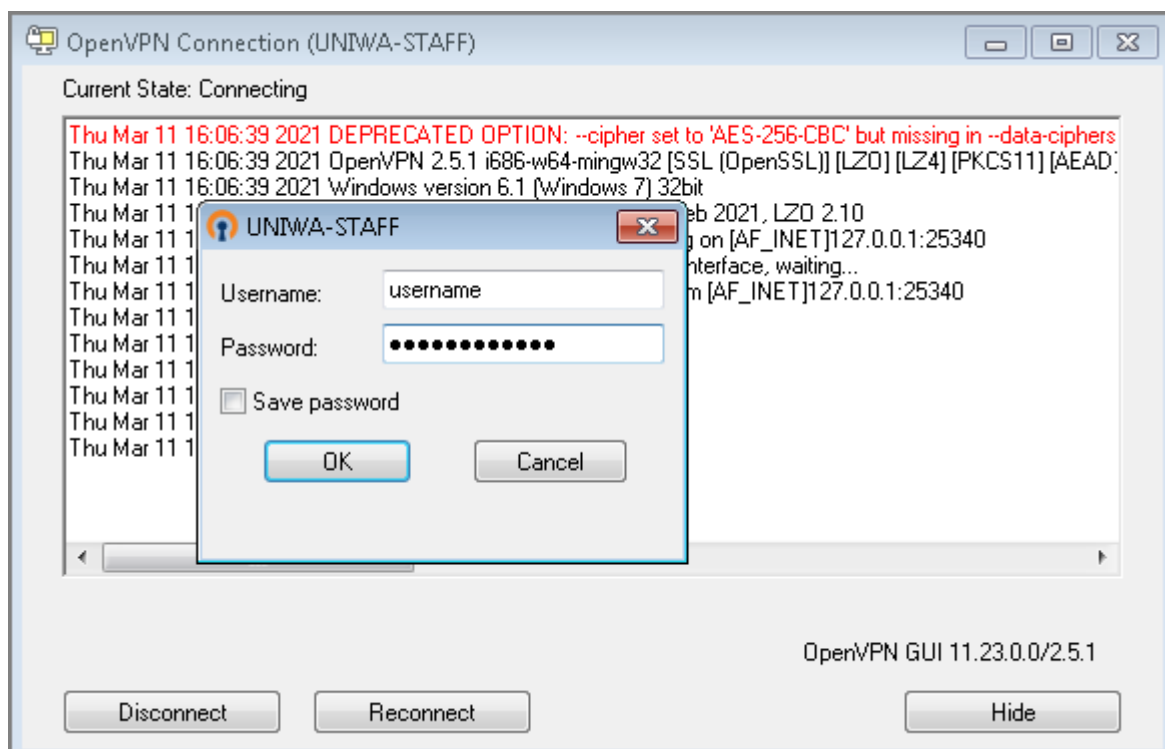 OpenVPN Connection (UNIWA-STAFF)
Current State: Connecting
Thu Mar 11 16:06:39 2021 DEPRECATED OPTION: --cipher set to 'AES-256-CBC' but missing in --data-ciphers
Thu Mar 11 16:06:39 2021 OpenVPN 2.5.1 i686-w64-mingw32 [SSL (OpenSSL)] [LZO] [LZ4] [PKCS11] [AEAD]
Thu Mar 11 16:06:39 2021 Windows version 6.1 (Windows 7) 32bit
Thu Mar 11 1 eb 2021, LZO 2.10
Thu Mar 11 1 g on [AF_INET]127.0.0.1:25340
Thu Mar 11 1 nterface, waiting...
Thu Mar 11 1 m [AF_INET]127.0.0.1:25340
Thu Mar 11 1
Thu Mar 11 1
Thu Mar 11 1
Thu Mar 11 1
Thu Mar 11 1
Thu Mar 11 1
UNIWA-STAFF
Username: username
Password: ●●●●●●●●●●●●
Save password
OK Cancel
OpenVPN GUI 11.23.0.0/2.5.1
Disconnect Reconnect Hide